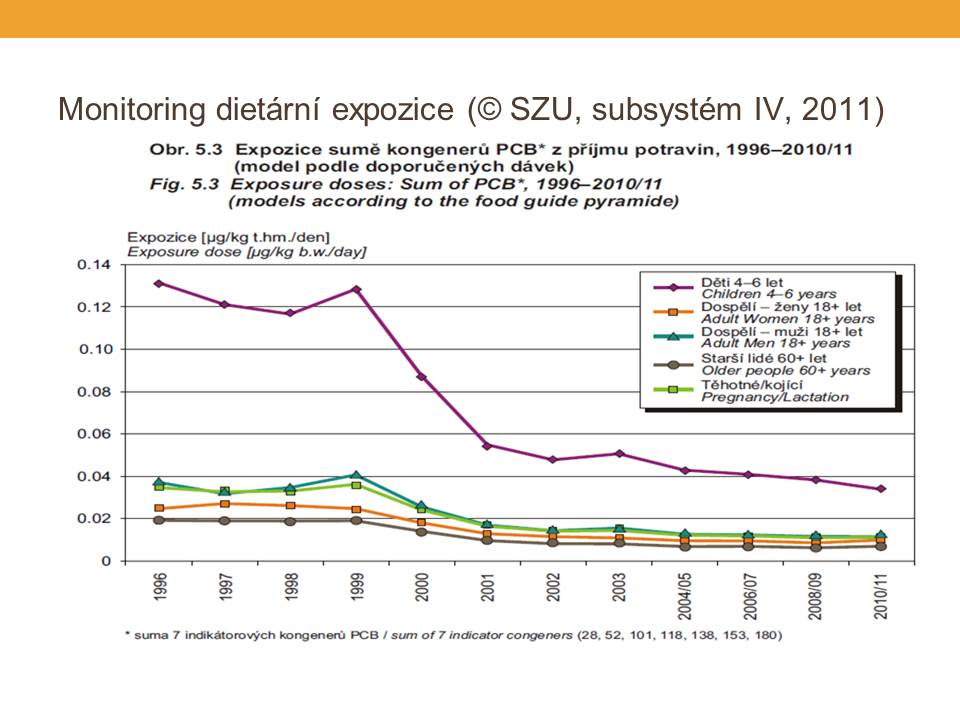 Monitoring dietární expozice (© SZU, subsystém IV, 2011)
Obr. 5.3 Expozice sumě kongenerů PCB* z příjmu potravin, 1996–2010/11
(model podle doporučených dávek)
Fig. 5.3 Exposure doses: Sum of PCB*, 1996–2010/11
(models according to the food guide pyramide)
Expozice [µg/kg t.hm./den]
Exposure dose [µg/kg b.w./day]
0.14
0.12
0.10
0.08
0.06
0.04
0.02
0
Děti 4–6 let
Children 4–6 years
Dospělí – ženy 18+ let
Adult Women 18+ years
Dospělí – muži 18+ let
Adult Men 18+ years
Starší lidé 60+ let
Older people 60+ years
Těhotné/kojící
Pregnancy/Lactation
1996
1997
1998
1999
2000
2001
2002
2003
2004/05
2006/07
2008/09
2010/11
* suma 7 indikátorových kongenerů PCB / sum of 7 indicator congeners (28, 52, 101, 118, 138, 153, 180)